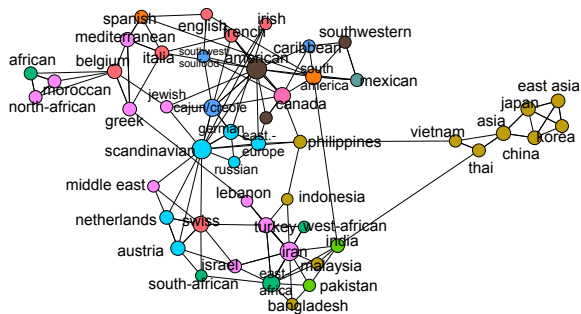 spanish
english
irish
mediterranean
french
southwestern
caribbean
african
belgium
italia
american
south
america
mexican
moroccan
jewish
cajun/creole
canada
north-african
greek
german
east-
europe
philippines
scandinavian
russian
vietnam
asia
east asia
japan
korea
china
thai
middle east
lebanon
indonesia
netherlands
swiss
turkey
west-african
india
austria
iran
israel
malaysia
south-african
east-
africa
pakistan
bangladesh